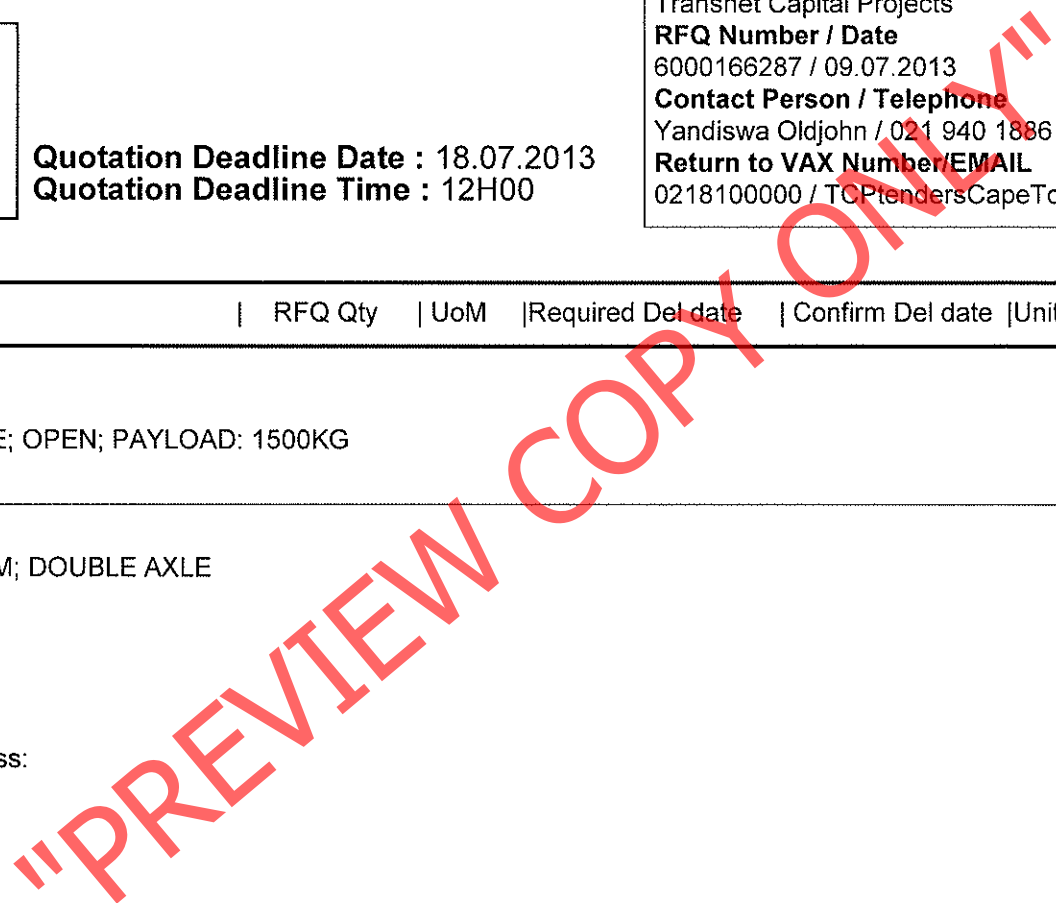 Transnet Capital Projects
RFQ Number / Date
6000166287 / 09.07.2013
Contact Person / Telephone
Yandiswa Oldjohn / 021 940 1886
Return to VAX Number/EMAIL
0218100000 / TCPtendersCapeTo
Quotation Deadline Date : 18.07.2013
Quotation Deadline Time : 12H00
| RFQ Qty | UoM |Required Del date | Confirm Del date |Unit
E; OPEN; PAYLOAD: 1500KG
M; DOUBLE AXLE
ss:
"PREVIEW COPY ONLY"